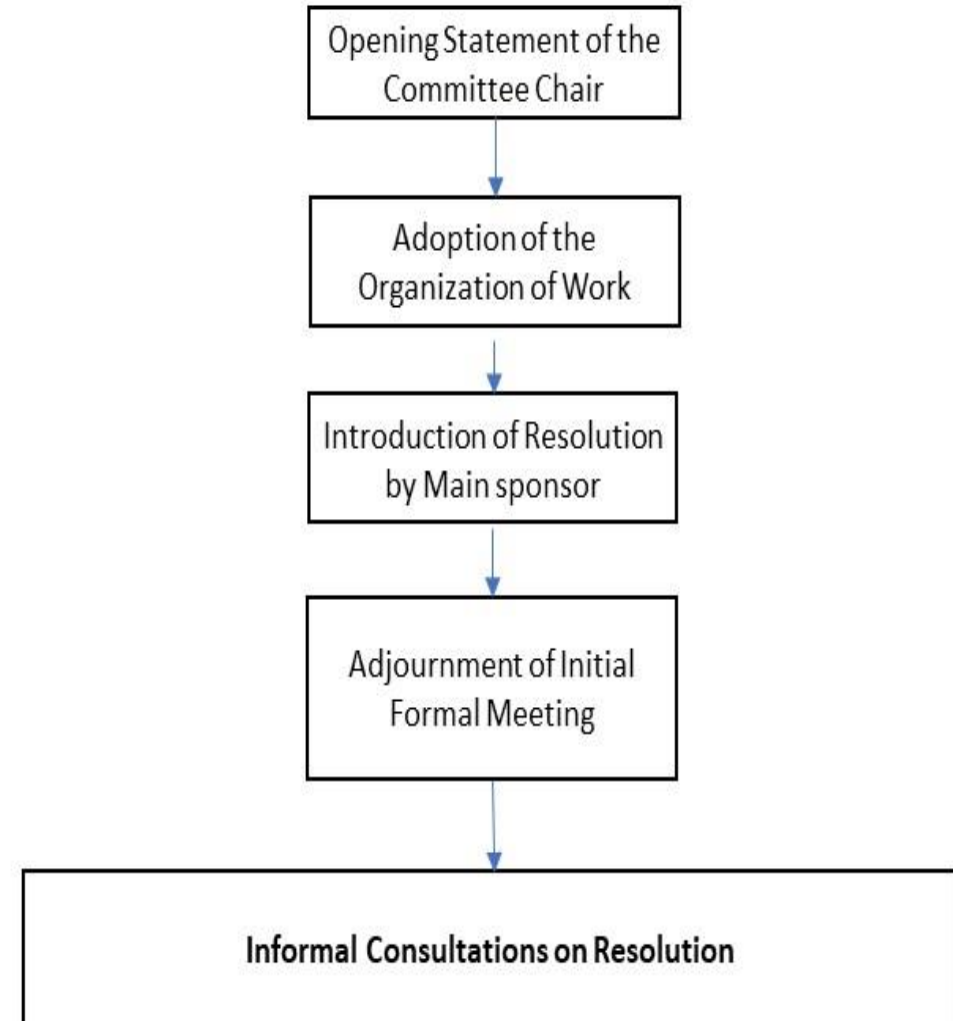 Opening Statement of the
Committee Chair
Adoption of the
Organization of Work
Introduction of Resolution
by Main sponsor
Adjournment of Initial
Formal Meeting
Informal Consultations on Resolution